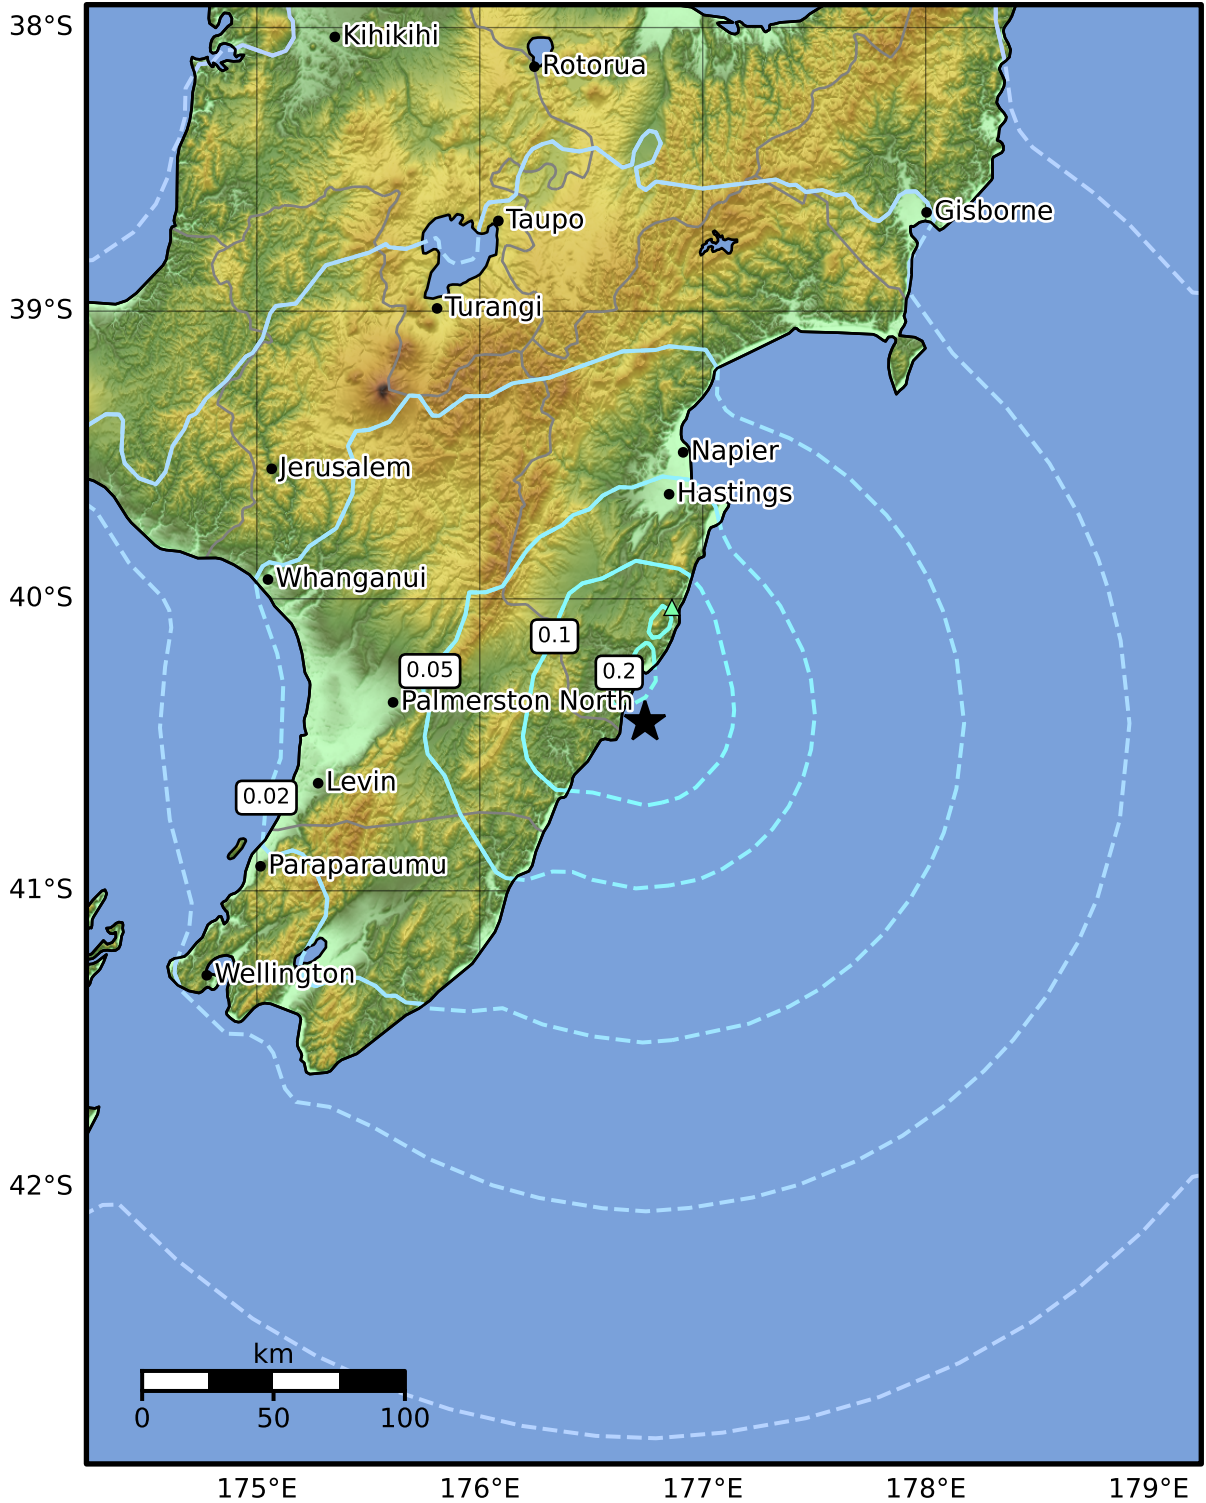 38°S
Kihikihi
Rotorua
Taupo
Gisborne
39°S
Turangi
Napier
Jerusalem
Hastings
Whanganui
40°S
0.1
0.05
0.2
Palmerston North
Levin
0.02
Paraparaumu
41°S
Wellington
42°S
km
0
50
100
175°E
176°E
177°E
178°E
179°E